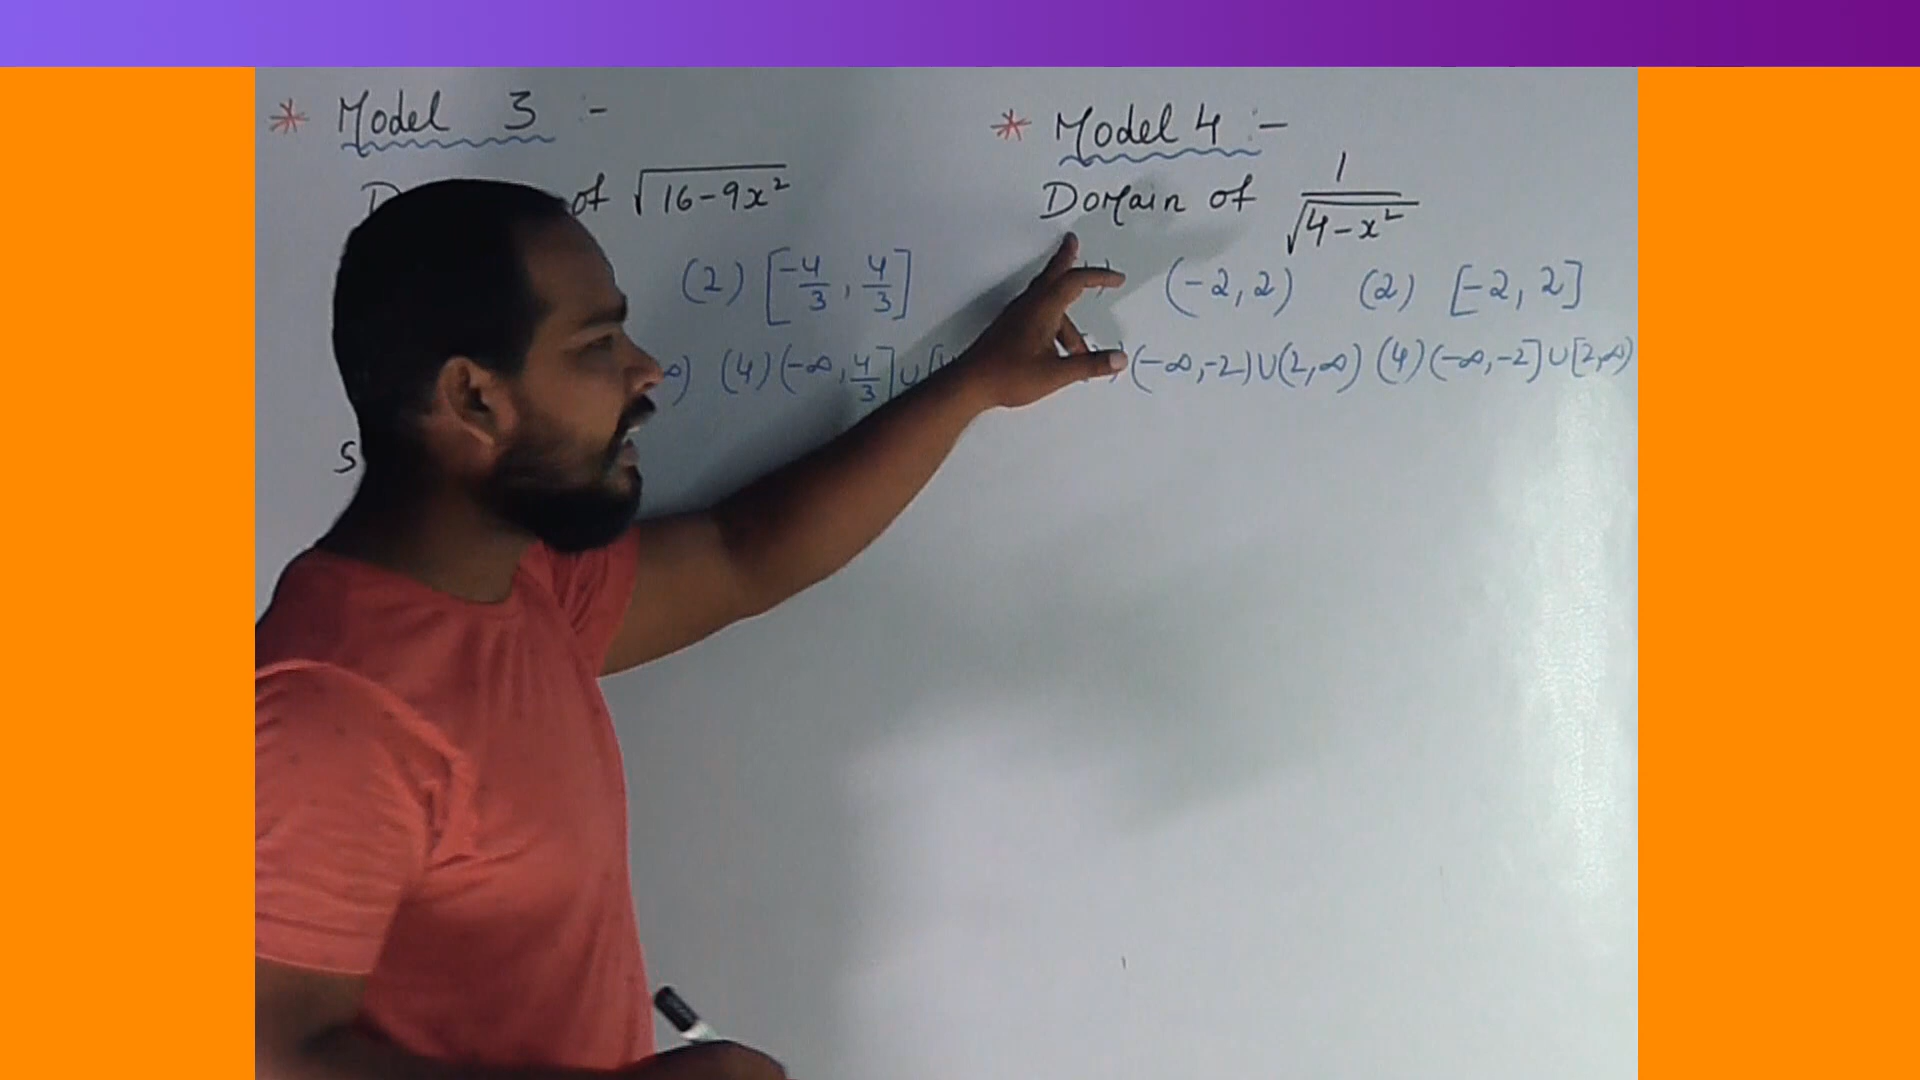 * Model 3 :-
of √16-9x²
(2) [-4/3, 4/3]
∞) (4) (-∞, 4/3] ∪ [
S
* Model 4 :-
Domain of 1/√4-x²
(-2, 2) (2) [-2, 2]
(-∞,-2)∪(2,∞) (4) (-∞,-2]∪[2,∞)